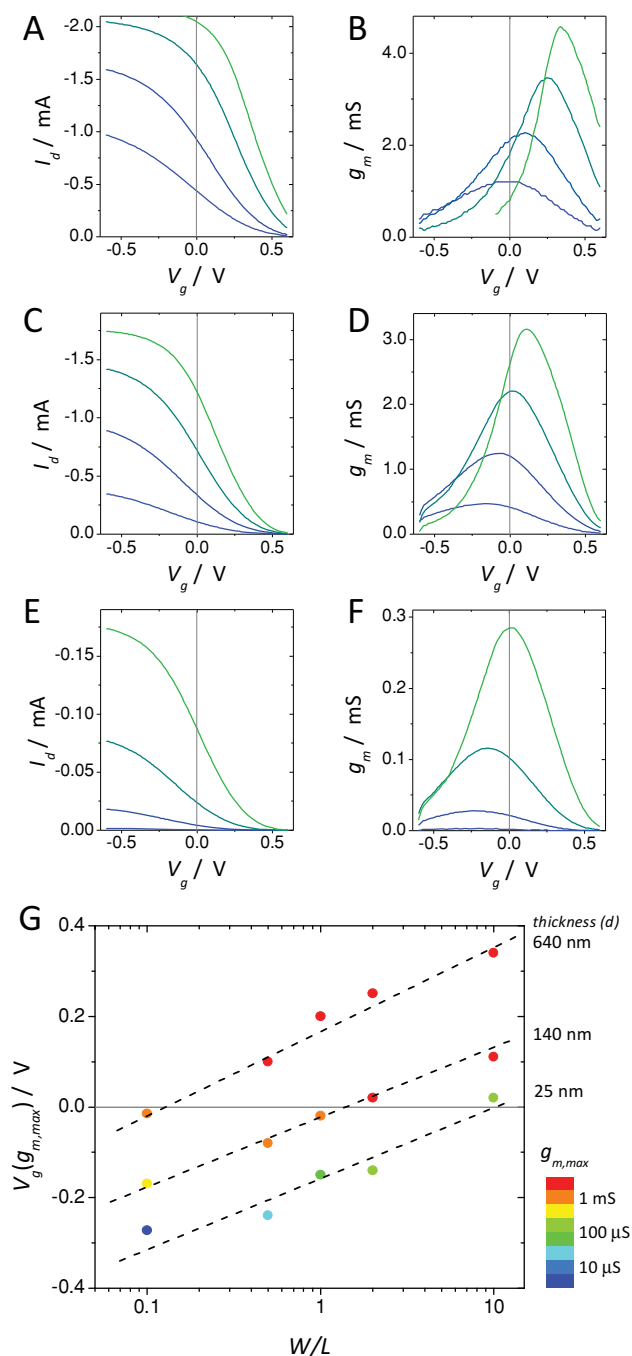 A
B
-2.0
-1.5
-1.0
-0.5
0.0
-0.5 0.0 0.5
I_d / mA
V_g / V
4.0
2.0
0.0
-0.5 0.0 0.5
g_m / mS
V_g / V
C
D
-1.5
-1.0
-0.5
0.0
-0.5 0.0 0.5
I_d / mA
V_g / V
3.0
2.0
1.0
0.0
-0.5 0.0 0.5
g_m / mS
V_g / V
E
F
-0.15
-0.10
-0.05
0.00
-0.5 0.0 0.5
I_d / mA
V_g / V
0.3
0.2
0.1
0.0
-0.5 0.0 0.5
g_m / mS
V_g / V
G
0.4
0.2
0.0
-0.2
-0.4
V_g(g_m,max) / V
0.1 1 10
W/L
thickness (d)
640 nm
140 nm
25 nm
g_m,max
1 mS
100 μS
10 μS